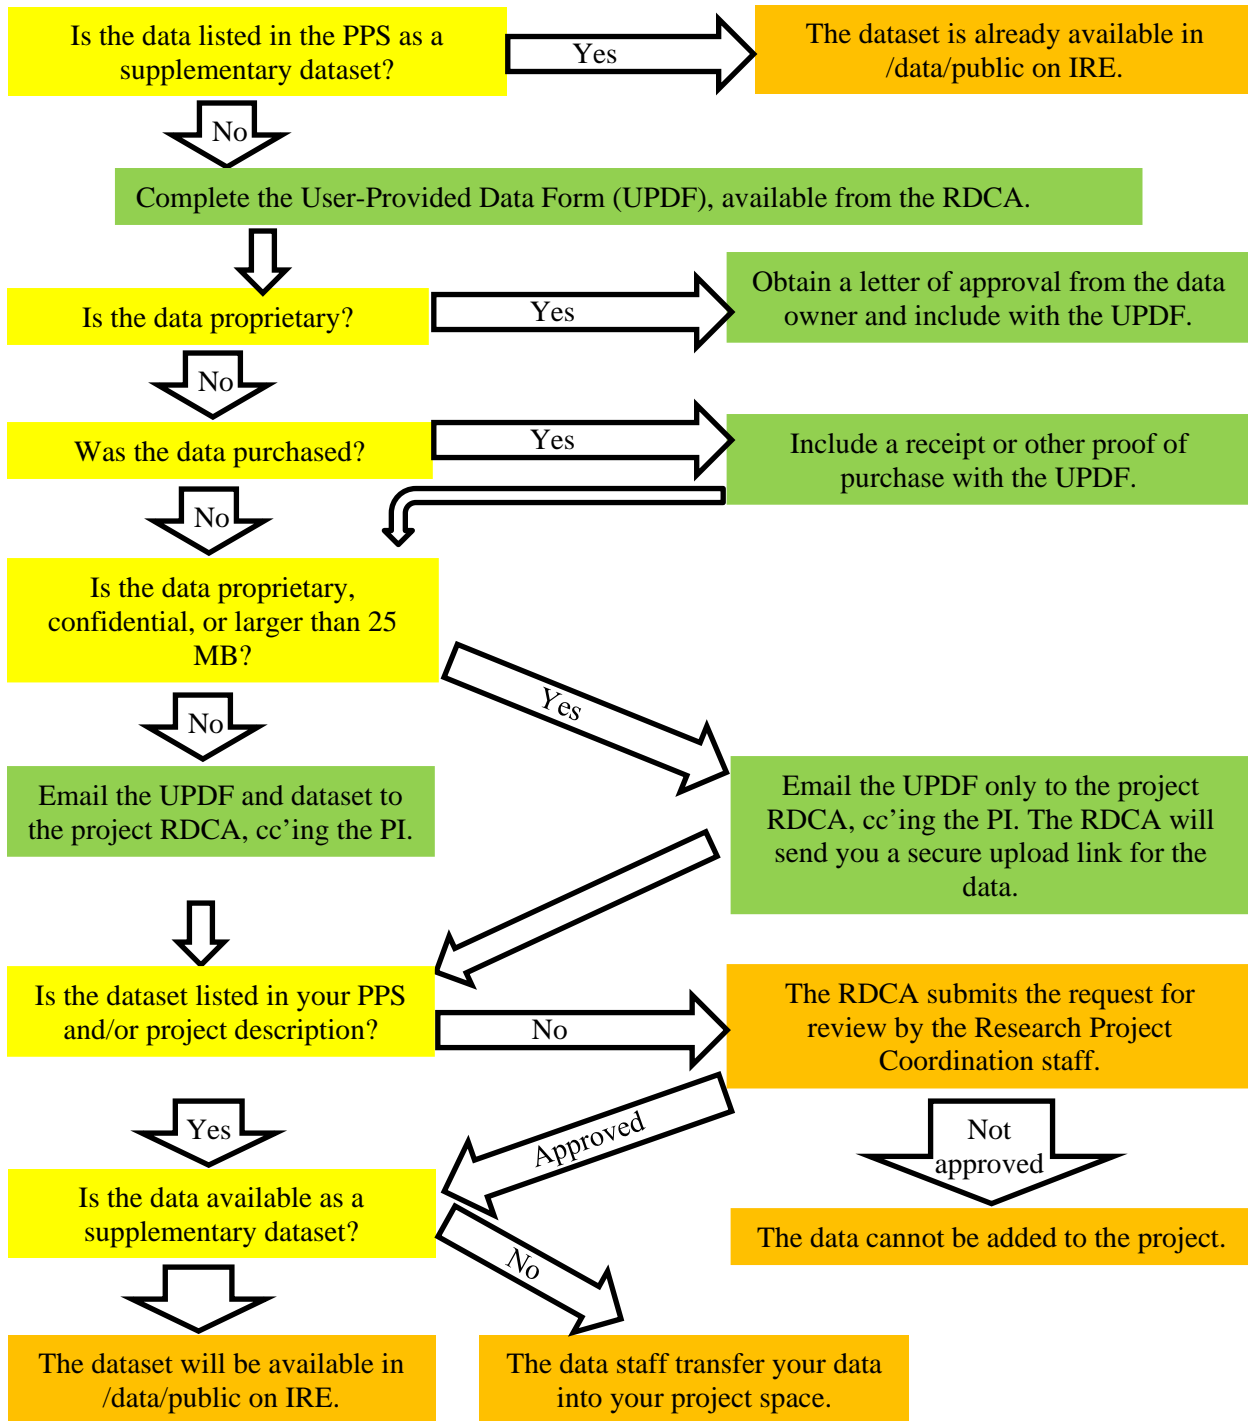 Is the data listed in the PPS as a
supplementary dataset?
Yes
The dataset is already available in
/data/public on IRE.
No
Complete the User-Provided Data Form (UPDF), available from the RDCA.
Is the data proprietary?
Yes
Obtain a letter of approval from the data
owner and include with the UPDF.
No
Was the data purchased?
Yes
Include a receipt or other proof of
purchase with the UPDF.
No
Is the data proprietary,
confidential, or larger than 25
MB?
Yes
No
Email the UPDF and dataset to
the project RDCA, cc’ing the PI.
Email the UPDF only to the project
RDCA, cc’ing the PI. The RDCA will
send you a secure upload link for the
data.
Is the dataset listed in your PPS
and/or project description?
No
The RDCA submits the request for
review by the Research Project
Coordination staff.
Yes
Approved
Not
approved
Is the data available as a
supplementary dataset?
No
The data cannot be added to the project.
The dataset will be available in
/data/public on IRE.
The data staff transfer your data
into your project space.